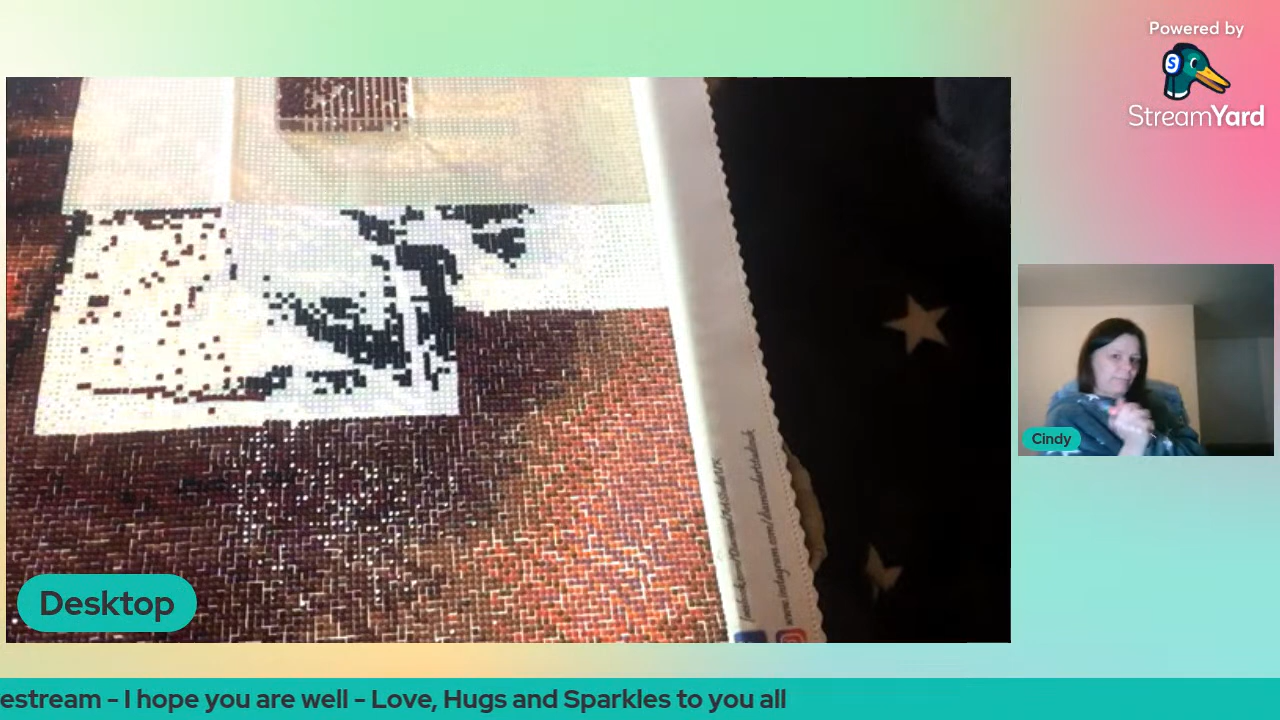 Powered by
StreamYard
Cindy
Desktop
estream - I hope you are well - Love, Hugs and Sparkles to you all